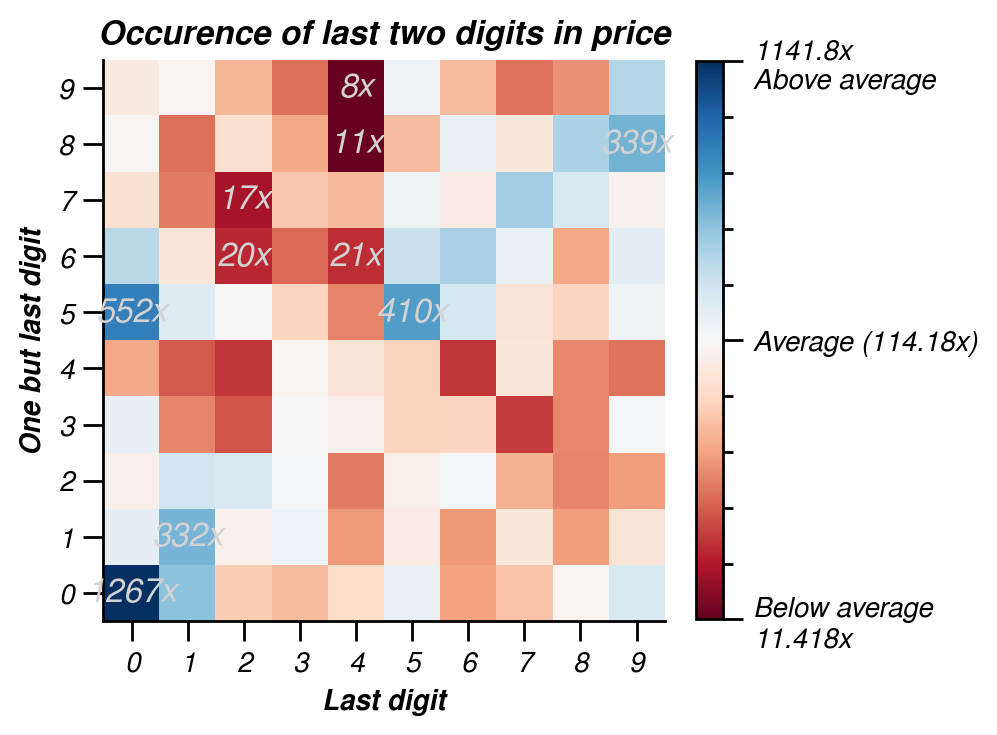 Occurence of last two digits in price
1141.8x
Above average
9
8x
8
11x
339x
7
17x
6
20x
21x
5
552x
410x
Average (114.18x)
4
3
2
1
332x
0
1267x
Below average
11.418x
0 1 2 3 4 5 6 7 8 9
Last digit
One but last digit